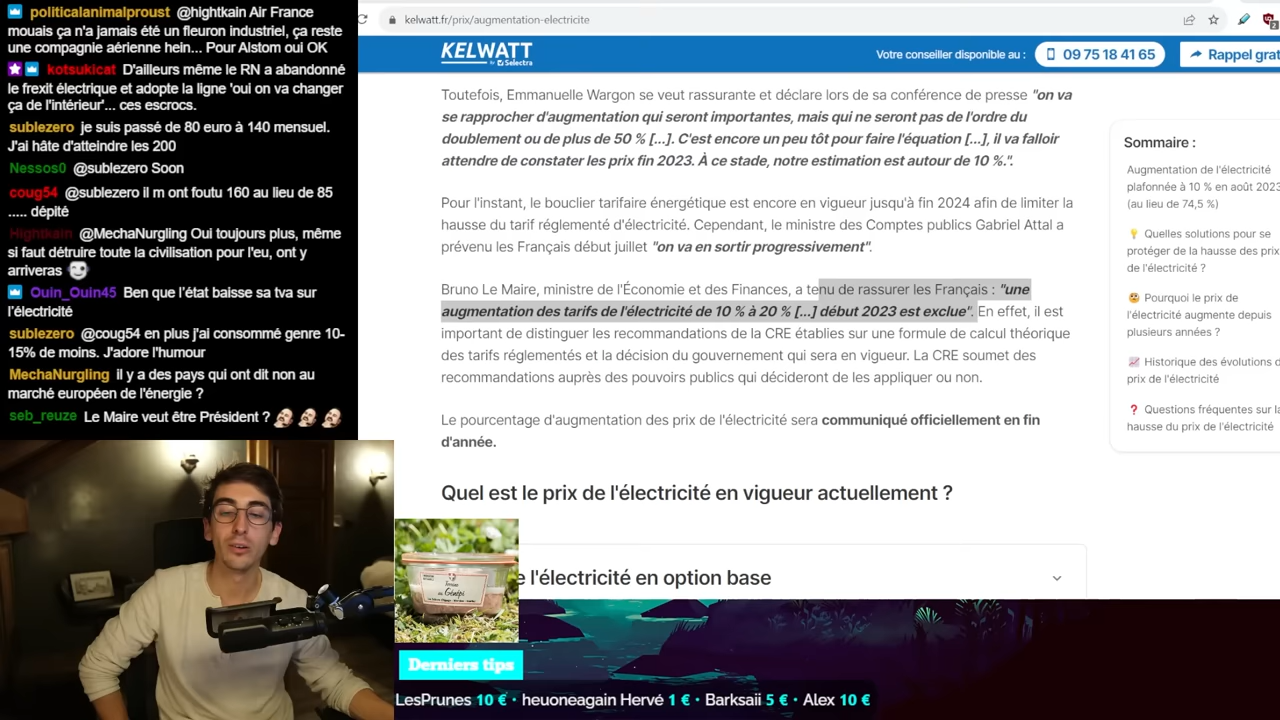 politicalanimalproust @hightkain Air France
mouais ça n'a jamais été un fleuron industriel, ça reste
une compagnie aérienne hein... Pour Alstom oui OK
kotsukicat D'ailleurs même le RN a abandonné
le frexit électrique et adopte la ligne 'oui on va changer
ça de l'intérieur'... ces escrocs.
sublezero je suis passé de 80 euro à 140 mensuel.
J'ai hâte d'atteindre les 200
Nessos0 @sublezero Soon
coug54 @sublezero il m ont foutu 160 au lieu de 85
..... dépité
Hightkain @MechaNurgling Oui toujours plus, même
si faut détruire toute la civilisation pour l'eu, ont y
arriveras
Ouin_Ouin45 Ben que l'état baisse sa tva sur
l'électricité
sublezero @coug54 en plus j'ai consommé genre 10-
15% de moins. J'adore l'humour
MechaNurgling il y a des pays qui ont dit non au
marché européen de l'énergie ?
seb_reuze Le Maire veut être Président ?
kelwatt.fr/prix/augmentation-electricite
2
KELWATT
by Selectra
Votre conseiller disponible au :
09 75 18 41 65
Rappel grat
Toutefois, Emmanuelle Wargon se veut rassurante et déclare lors de sa conférence de presse "on va
se rapprocher d'augmentation qui seront importantes, mais qui ne seront pas de l'ordre du
doublement ou de plus de 50 % [...]. C'est encore un peu tôt pour faire l'équation [...], il va falloir
attendre de constater les prix fin 2023. À ce stade, notre estimation est autour de 10 %.".
Pour l'instant, le bouclier tarifaire énergétique est encore en vigueur jusqu'à fin 2024 afin de limiter la
hausse du tarif réglementé d'électricité. Cependant, le ministre des Comptes publics Gabriel Attal a
prévenu les Français début juillet "on va en sortir progressivement".
Bruno Le Maire, ministre de l'Économie et des Finances, a tenu de rassurer les Français : "une
augmentation des tarifs de l'électricité de 10 % à 20 % [...] début 2023 est exclue". En effet, il est
important de distinguer les recommandations de la CRE établies sur une formule de calcul théorique
des tarifs réglementés et la décision du gouvernement qui sera en vigueur. La CRE soumet des
recommandations auprès des pouvoirs publics qui décideront de les appliquer ou non.
Le pourcentage d'augmentation des prix de l'électricité sera communiqué officiellement en fin
d'année.
Quel est le prix de l'électricité en vigueur actuellement ?
e l'électricité en option base
Sommaire :
Augmentation de l'électricité
plafonnée à 10 % en août 2023
(au lieu de 74,5 %)
Quelles solutions pour se
protéger de la hausse des prix
de l'électricité ?
Pourquoi le prix de
l'électricité augmente depuis
plusieurs années ?
Historique des évolutions d
prix de l'électricité
Questions fréquentes sur la
hausse du prix de l'électricité
Terrine
au Génépi
Derniers tips
LesPrunes 10 € · heuoneagain Hervé 1 € · Barksaii 5 € · Alex 10 €